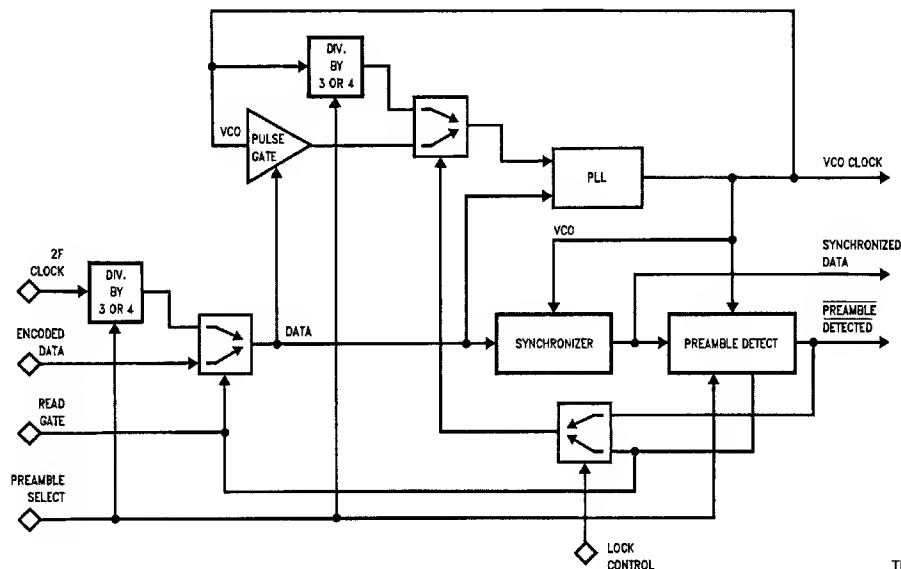 DIV.
BY
3 OR 4
VCO
PULSE
GATE
PLL
VCO CLOCK
VCO
2F
CLOCK
DIV.
BY
3 OR 4
SYNCHRONIZED
DATA
PREAMBLE
DETECTED
ENCODED
DATA
DATA
SYNCHRONIZER
PREAMBLE DETECT
READ
GATE
PREAMBLE
SELECT
LOCK
CONTROL